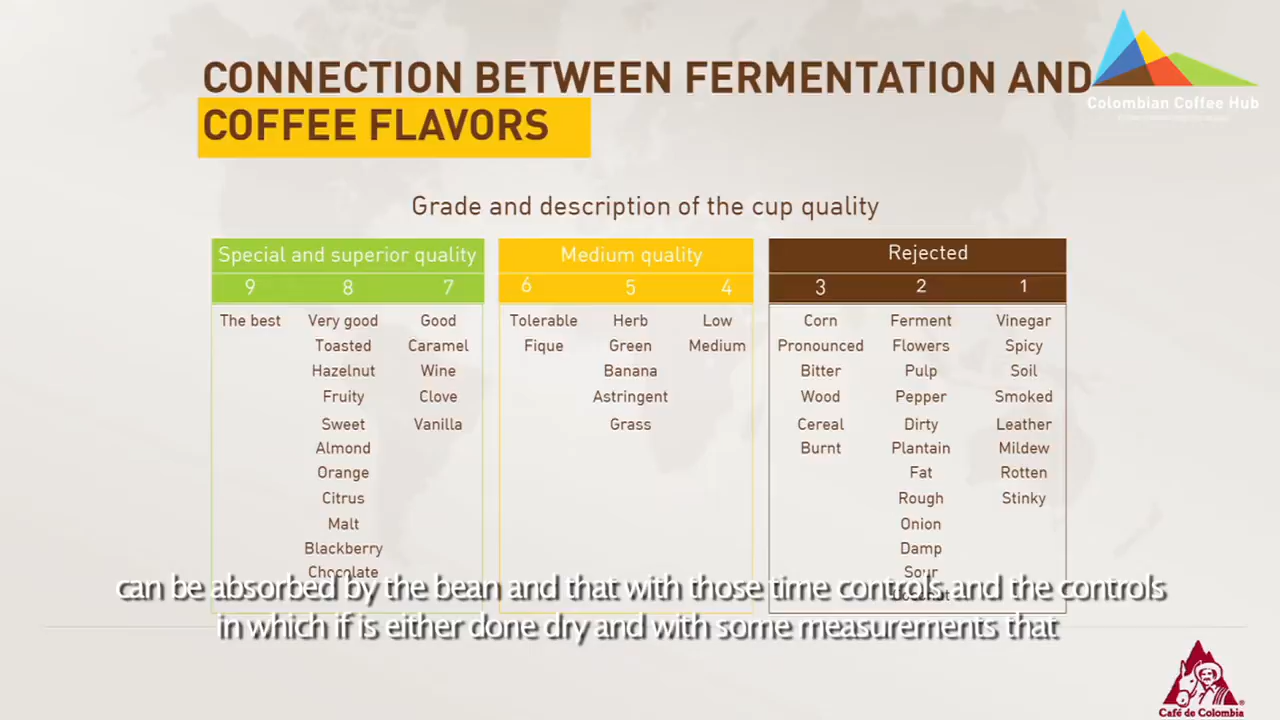 CONNECTION BETWEEN FERMENTATION AND
COFFEE FLAVORS
Colombian Coffee Hub
Grade and description of the cup quality
Special and superior quality
9 8 7
The best Very good Good
Toasted Caramel
Hazelnut Wine
Fruity Clove
Sweet Vanilla
Almond
Orange
Citrus
Malt
Blackberry
Chocolate
Medium quality
6 5 4
Tolerable Herb Low
Fique Green Medium
Banana
Astringent
Grass
Rejected
3 2 1
Corn Ferment Vinegar
Pronounced Flowers Spicy
Bitter Pulp Soil
Wood Pepper Smoked
Cereal Dirty Leather
Burnt Plantain Mildew
Fat Rotten
Rough Stinky
Onion
Damp
Sour
can be absorbed by the bean and that with those time controls and the controls
in which if is either done dry and with some measurements that
Café de Colombia